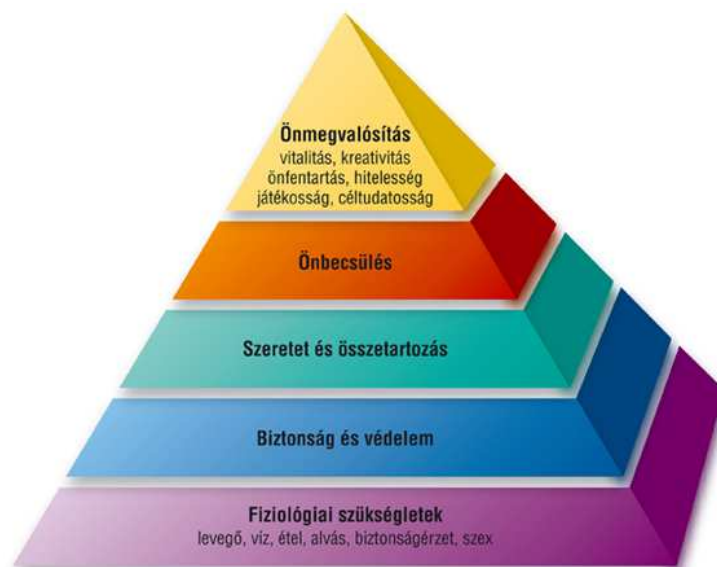 Önmegvalósítás
vitalitás, kreativitás
önfentartás, hitelesség
játékosság, céltudatosság
Önbecsülés
Szeretet és összetartozás
Biztonság és védelem
Fiziológiai szükségletek
levegő, víz, étel, alvás, biztonságérzet, szex